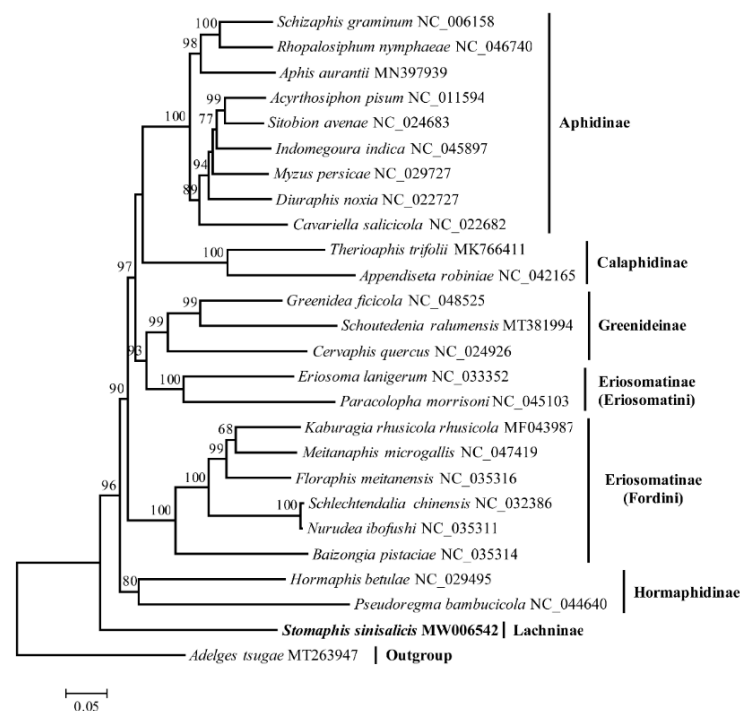 100
Schizaphis graminum NC_006158
98
Rhopalosiphum nymphaeae NC_046740
Aphis aurantii MN397939
99
Acyrthosiphon pisum NC_011594
100
77
Sitobion avenae NC_024683
Aphidinae
Indomegoura indica NC_045897
94
Myzus persicae NC_029727
89
Diuraphis noxia NC_022727
Cavariella salicicola NC_022682
100
Therioaphis trifolii MK766411
Calaphidinae
97
Appendiseta robiniae NC_042165
99
Greenidea ficicola NC_048525
99
Schoutedenia ralumensis MT381994
Greenideinae
93
Cervaphis quercus NC_024926
100
Eriosoma lanigerum NC_033352
Eriosomatinae
90
Paracolopha morrisoni NC_045103
(Eriosomatini)
68
Kaburagia rhusicola rhusicola MF043987
99
Meitanaphis microgallis NC_047419
100
Floraphis meitanensis NC_035316
Eriosomatinae
96
100
Schlechtendalia chinensis NC_032386
(Fordini)
100
Nurudea ibofushi NC_035311
Baizongia pistaciae NC_035314
80
Hormaphis betulae NC_029495
Hormaphidinae
Pseudoregma bambucicola NC_044640
Stomaphis sinisalicis MW006542 Lachninae
Adelges tsugae MT263947 Outgroup
0.05